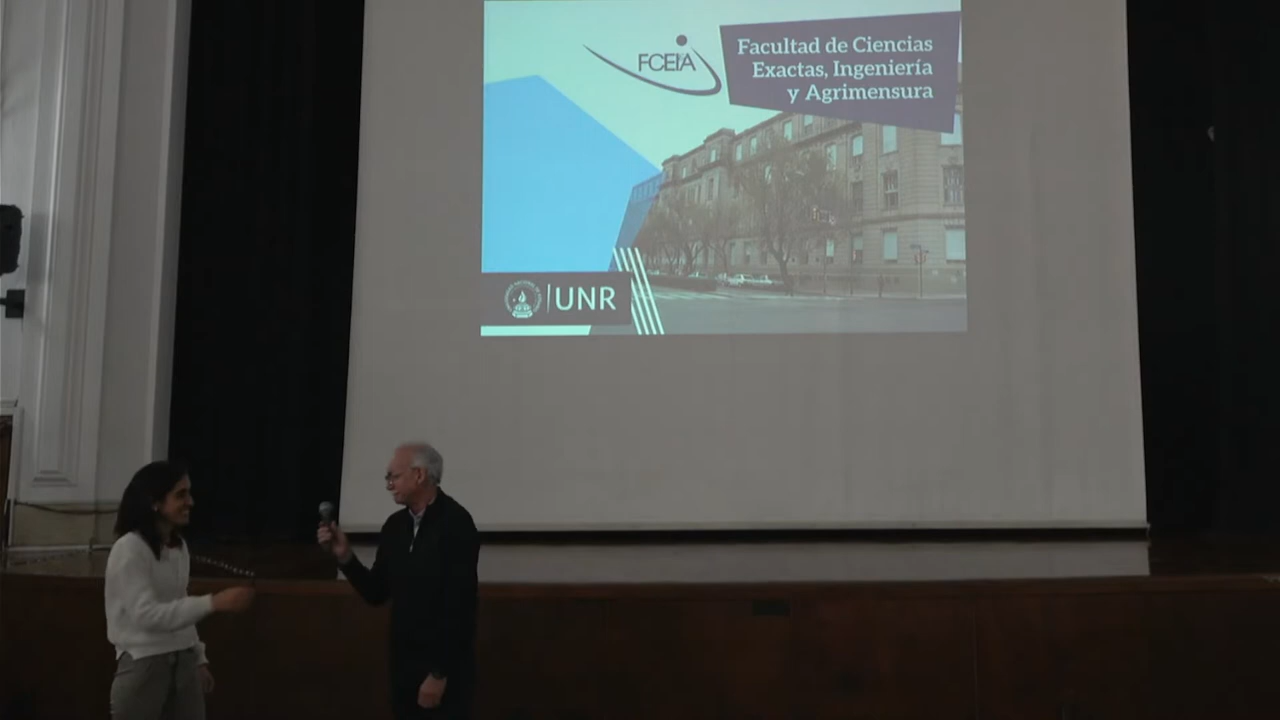 FCEIA
Facultad de Ciencias
Exactas, Ingeniería
y Agrimensura
UNR